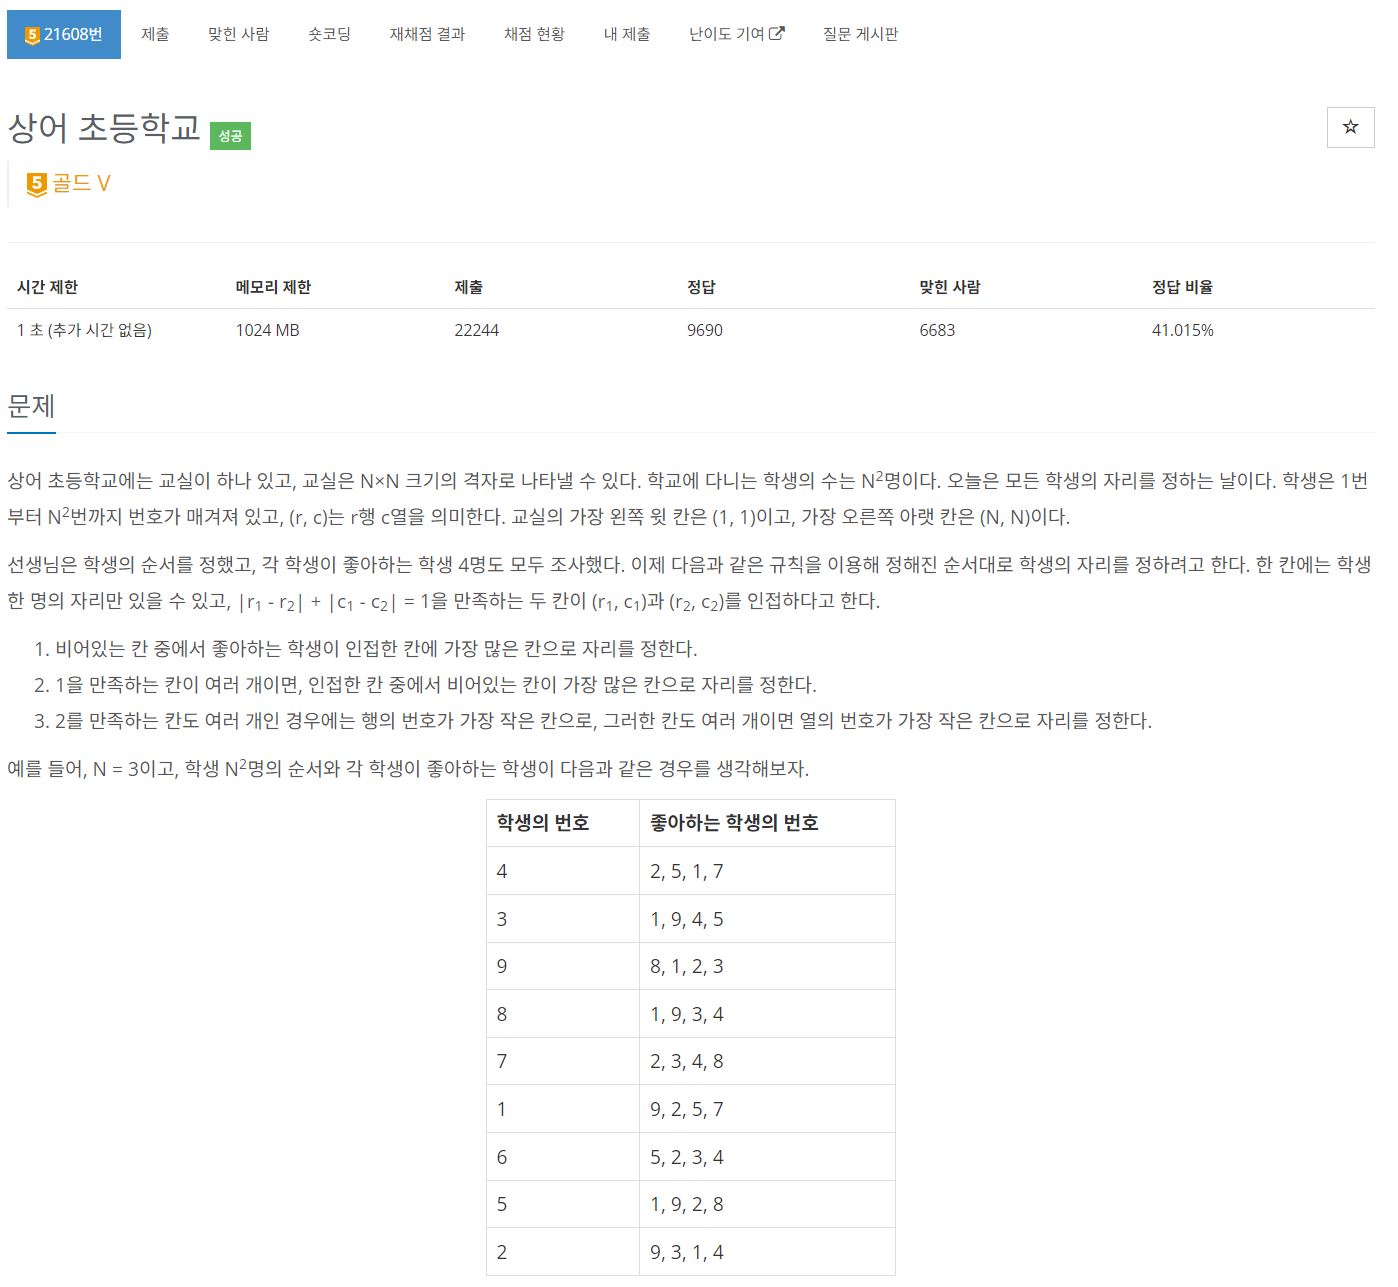 5 21608번 제출 맞힌 사람 숏코딩 재채점 결과 채점 현황 내 제출 난이도 기여 질문 게시판
상어 초등학교 성공
5 골드 V
시간 제한 메모리 제한 제출 정답 맞힌 사람 정답 비율
1 초 (추가 시간 없음) 1024 MB 22244 9690 6683 41.015%
문제
상어 초등학교에는 교실이 하나 있고, 교실은 N×N 크기의 격자로 나타낼 수 있다. 학교에 다니는 학생의 수는 N²명이다. 오늘은 모든 학생의 자리를 정하는 날이다. 학생은 1번
부터 N²번까지 번호가 매겨져 있고, (r, c)는 r행 c열을 의미한다. 교실의 가장 왼쪽 윗 칸은 (1, 1)이고, 가장 오른쪽 아랫 칸은 (N, N)이다.
선생님은 학생의 순서를 정했고, 각 학생이 좋아하는 학생 4명도 모두 조사했다. 이제 다음과 같은 규칙을 이용해 정해진 순서대로 학생의 자리를 정하려고 한다. 한 칸에는 학생
한 명의 자리만 있을 수 있고, |r₁ - r₂| + |c₁ - c₂| = 1을 만족하는 두 칸이 (r₁, c₁)과 (r₂, c₂)를 인접하다고 한다.
1. 비어있는 칸 중에서 좋아하는 학생이 인접한 칸에 가장 많은 칸으로 자리를 정한다.
2. 1을 만족하는 칸이 여러 개이면, 인접한 칸 중에서 비어있는 칸이 가장 많은 칸으로 자리를 정한다.
3. 2를 만족하는 칸도 여러 개인 경우에는 행의 번호가 가장 작은 칸으로, 그러한 칸도 여러 개이면 열의 번호가 가장 작은 칸으로 자리를 정한다.
예를 들어, N = 3이고, 학생 N²명의 순서와 각 학생이 좋아하는 학생이 다음과 같은 경우를 생각해보자.
학생의 번호 좋아하는 학생의 번호
4 2, 5, 1, 7
3 1, 9, 4, 5
9 8, 1, 2, 3
8 1, 9, 3, 4
7 2, 3, 4, 8
1 9, 2, 5, 7
6 5, 2, 3, 4
5 1, 9, 2, 8
2 9, 3, 1, 4